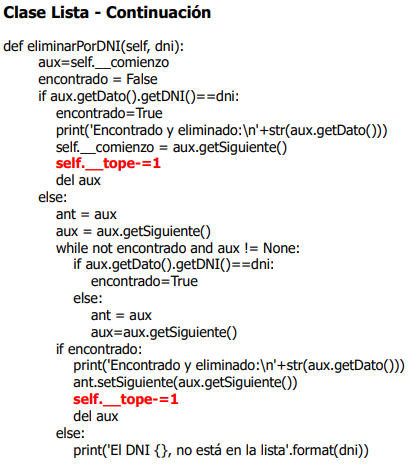 Clase Lista - Continuación
def eliminarPorDNI(self, dni):
aux=self.__comienzo
encontrado = False
if aux.getDato().getDNI()==dni:
encontrado=True
print('Encontrado y eliminado:\n'+str(aux.getDato()))
self.__comienzo = aux.getSiguiente()
self.__tope-=1
del aux
else:
ant = aux
aux = aux.getSiguiente()
while not encontrado and aux != None:
if aux.getDato().getDNI()==dni:
encontrado=True
else:
ant = aux
aux=aux.getSiguiente()
if encontrado:
print('Encontrado y eliminado:\n'+str(aux.getDato()))
ant.setSiguiente(aux.getSiguiente())
self.__tope-=1
del aux
else:
print('El DNI {}, no está en la lista'.format(dni))